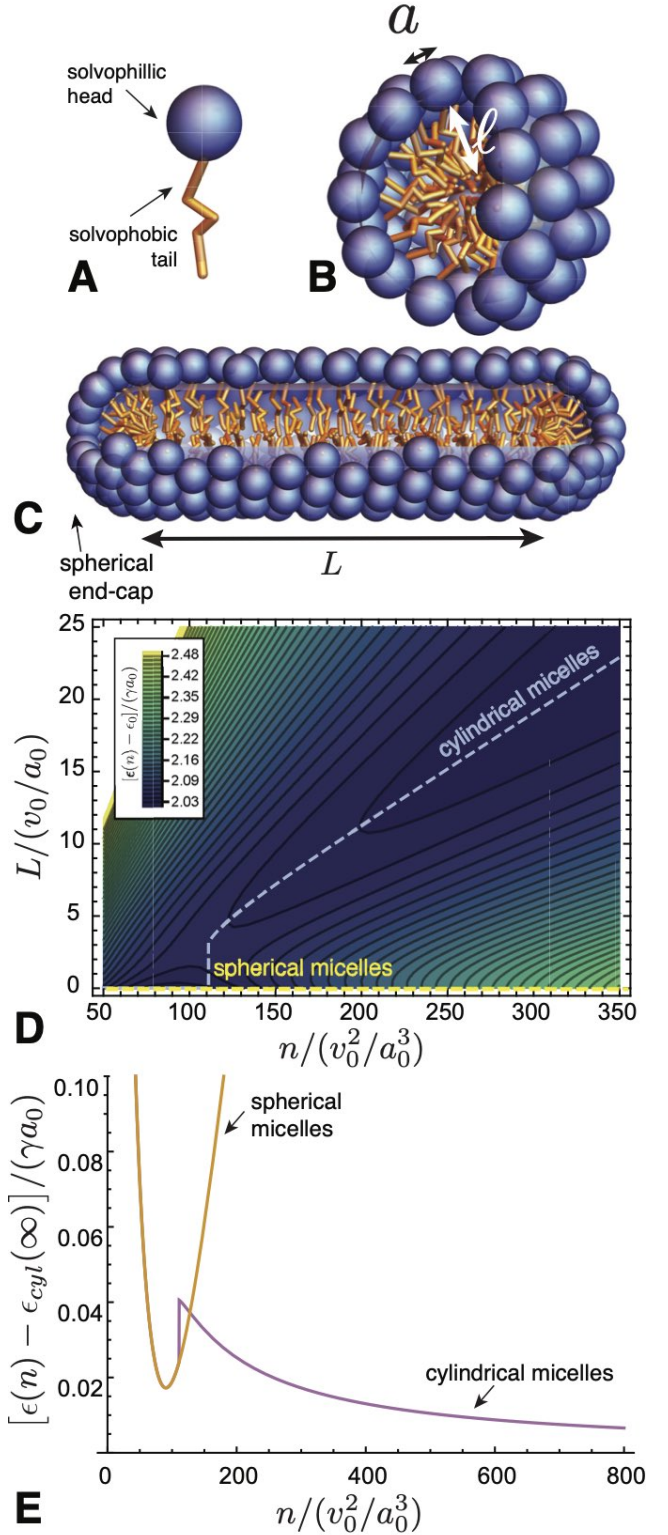 a
solvophillic
head
ℓ
solvophobic
tail
A
B
C
spherical
end-cap
L
25
20
15
10
5
0
L/(v₀/a₀)
[ϵ(n) − ϵ₀]/(γa₀)
2.48
2.42
2.35
2.29
2.22
2.16
2.09
2.03
cylindrical micelles
spherical micelles
50 100 150 200 250 300 350
D
n/(v₀²/a₀³)
0.10
0.08
0.06
0.04
0.02
[ϵ(n) − ϵ_cyl(∞)]/(γa₀)
spherical
micelles
cylindrical micelles
0 200 400 600 800
E
n/(v₀²/a₀³)